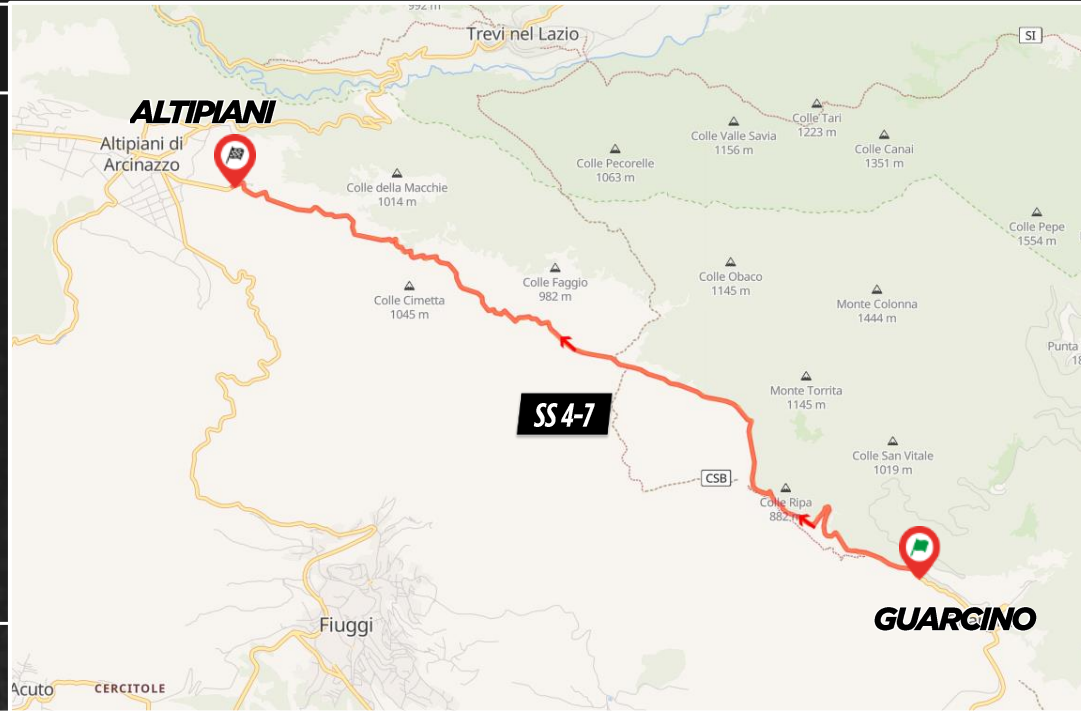 992 m
Trevi nel Lazio
SI
ALTIPIANI
Altipiani di
Arcinazzo
Colle Tari
1223 m
Colle Valle Savia
1156 m
Colle Canai
1351 m
Colle Pecorelle
1063 m
Colle della Macchie
1014 m
Colle Pepe
1554 m
Colle Obaco
1145 m
Colle Faggio
982 m
Colle Cimetta
1045 m
Monte Colonna
1444 m
Punta
Monte Torrita
1145 m
SS 4-7
Colle San Vitale
1019 m
CSB
Colle Ripa
882
GUARCINO
Fiuggi
Acuto
CERCITOLE